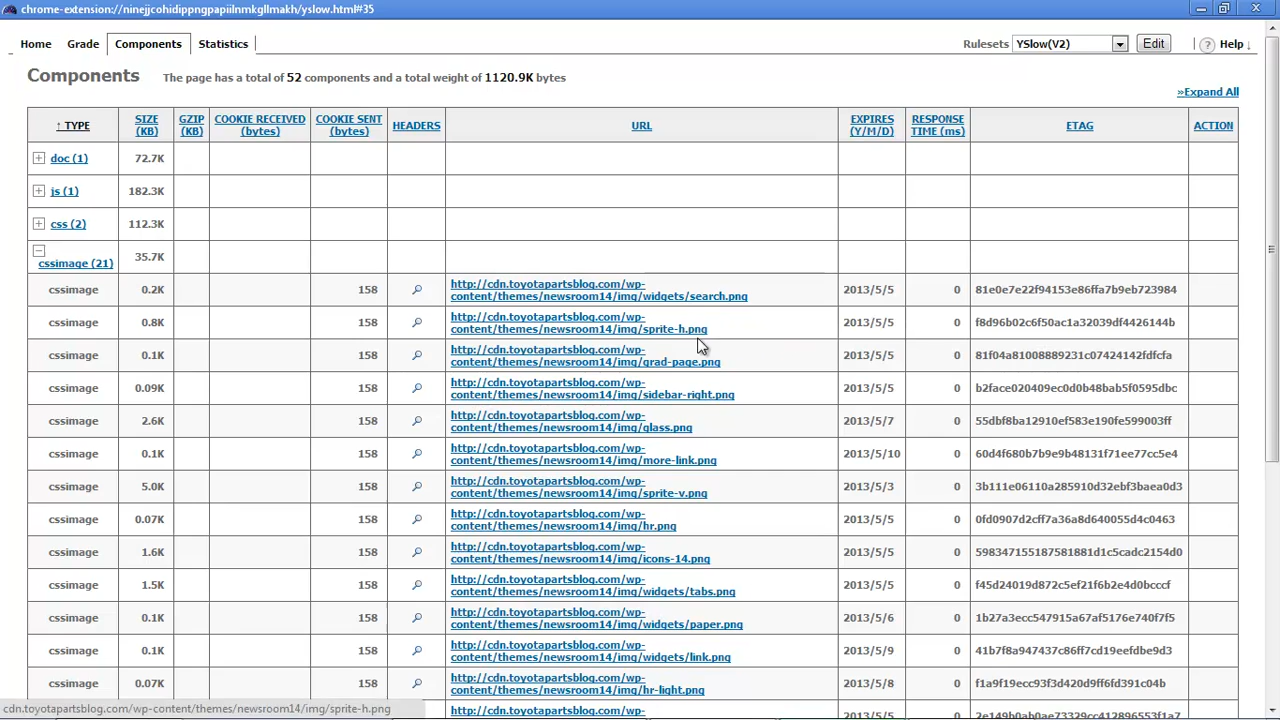 chrome-extension://ninejjcohidippngpapiilnmkgllmakh/yslow.html#35
Home Grade Components Statistics Rulesets YSlow(V2) Edit ? Help ↓
Components The page has a total of 52 components and a total weight of 1120.9K bytes
»Expand All
↑ TYPE SIZE (KB) GZIP (KB) COOKIE RECEIVED (bytes) COOKIE SENT (bytes) HEADERS URL EXPIRES (Y/M/D) RESPONSE TIME (ms) ETAG ACTION
doc (1) 72.7K
js (1) 182.3K
css (2) 112.3K
cssimage (21) 35.7K
cssimage 0.2K 158 http://cdn.toyotapartsblog.com/wp-
content/themes/newsroom14/img/widgets/search.png 2013/5/5 0 81e0e7e22f94153e86ffa7b9eb723984
cssimage 0.8K 158 http://cdn.toyotapartsblog.com/wp-
content/themes/newsroom14/img/sprite-h.png 2013/5/5 0 f8d96b02c6f50ac1a32039df4426144b
cssimage 0.1K 158 http://cdn.toyotapartsblog.com/wp-
content/themes/newsroom14/img/grad-page.png 2013/5/5 0 81f04a81008889231c07424142fdfcfa
cssimage 0.09K 158 http://cdn.toyotapartsblog.com/wp-
content/themes/newsroom14/img/sidebar-right.png 2013/5/5 0 b2face020409ec0d0b48bab5f0595dbc
cssimage 2.6K 158 http://cdn.toyotapartsblog.com/wp-
content/themes/newsroom14/img/glass.png 2013/5/7 0 55dbf8ba12910ef583e190fe599003ff
cssimage 0.1K 158 http://cdn.toyotapartsblog.com/wp-
content/themes/newsroom14/img/more-link.png 2013/5/10 0 60d4f680b7b9e9b48131f71ee77cc5e4
cssimage 5.0K 158 http://cdn.toyotapartsblog.com/wp-
content/themes/newsroom14/img/sprite-v.png 2013/5/3 0 3b111e06110a285910d32ebf3baea0d3
cssimage 0.07K 158 http://cdn.toyotapartsblog.com/wp-
content/themes/newsroom14/img/hr.png 2013/5/5 0 0fd0907d2cff7a36a8d640055d4c0463
cssimage 1.6K 158 http://cdn.toyotapartsblog.com/wp-
content/themes/newsroom14/img/icons-14.png 2013/5/5 0 598347155187581881d1c5cadc2154d0
cssimage 1.5K 158 http://cdn.toyotapartsblog.com/wp-
content/themes/newsroom14/img/widgets/tabs.png 2013/5/5 0 f45d24019d872c5ef21f6b2e4d0bcccf
cssimage 0.1K 158 http://cdn.toyotapartsblog.com/wp-
content/themes/newsroom14/img/widgets/paper.png 2013/5/6 0 1b27a3ecc547915a67af5176e740f7f5
cssimage 0.1K 158 http://cdn.toyotapartsblog.com/wp-
content/themes/newsroom14/img/widgets/link.png 2013/5/9 0 41b7f8a947437c86ff7cd19eefdbe9d3
cssimage 0.07K 158 http://cdn.toyotapartsblog.com/wp-
content/themes/newsroom14/img/hr-light.png 2013/5/8 0 f1a9f19ecc93f3d420d9ff6fd391c04b
http://cdn.toyotapartsblog.com/wp-
cdn.toyotapartsblog.com/wp-content/themes/newsroom14/img/sprite-h.png